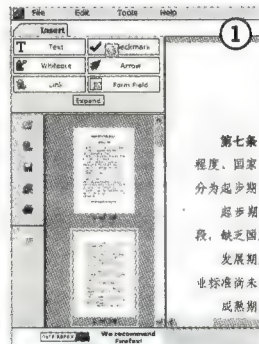 File Edit Tools Help
Insert
T Text Checkmark
Whiteout Arrow
Link Form Field
Expand
1
第七条
程度、国家
分为起步期
起步期
段，缺乏国
发展期
业标准尚未
成熟期
We recommend
Firefox!